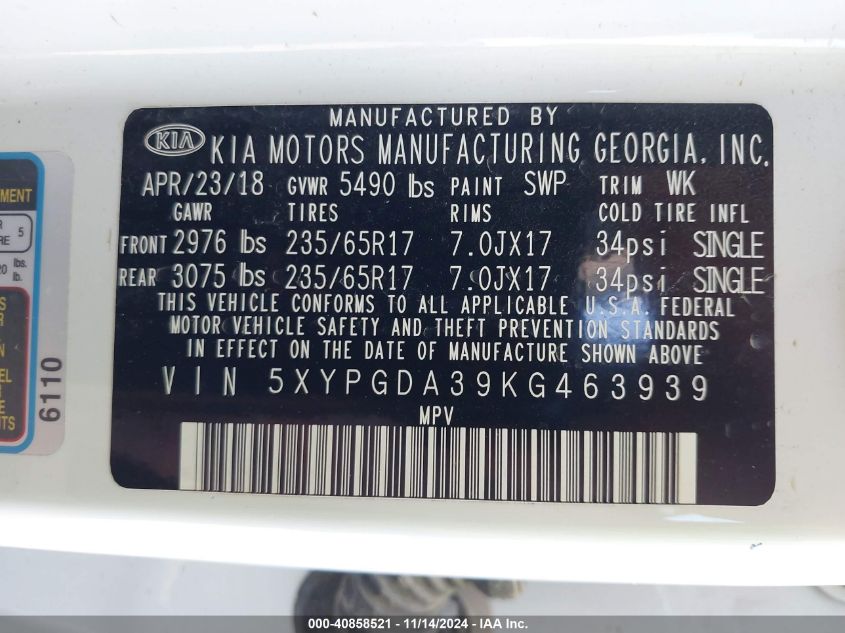 MANUFACTURED BY
KIA KIA MOTORS MANUFACTURING GEORGIA, INC.
APR/23/18 GVWR 5490 lbs PAINT SWP TRIM WK
GAWR TIRES RIMS COLD TIRE INFL
FRONT 2976 lbs 235/65R17 7.0JX17 34psi SINGLE
REAR 3075 lbs 235/65R17 7.0JX17 34psi SINGLE
THIS VEHICLE CONFORMS TO ALL APPLICABLE U.S.A. FEDERAL
MOTOR VEHICLE SAFETY AND THEFT PREVENTION STANDARDS
IN EFFECT ON THE DATE OF MANUFACTURE SHOWN ABOVE
VIN 5XYPGDA39KG463939
MPV
5
lbs.
lb.
6110
000-40858521 - 11/14/2024 - IAA Inc.